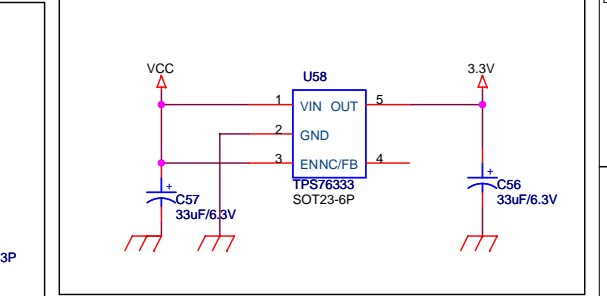 VCC
3.3V
U58
1
VIN OUT
5
2
GND
3
ENNC/FB
4
TPS76333
SOT23-6P
+
C57
33uF/6.3V
+
C56
33uF/6.3V
3P